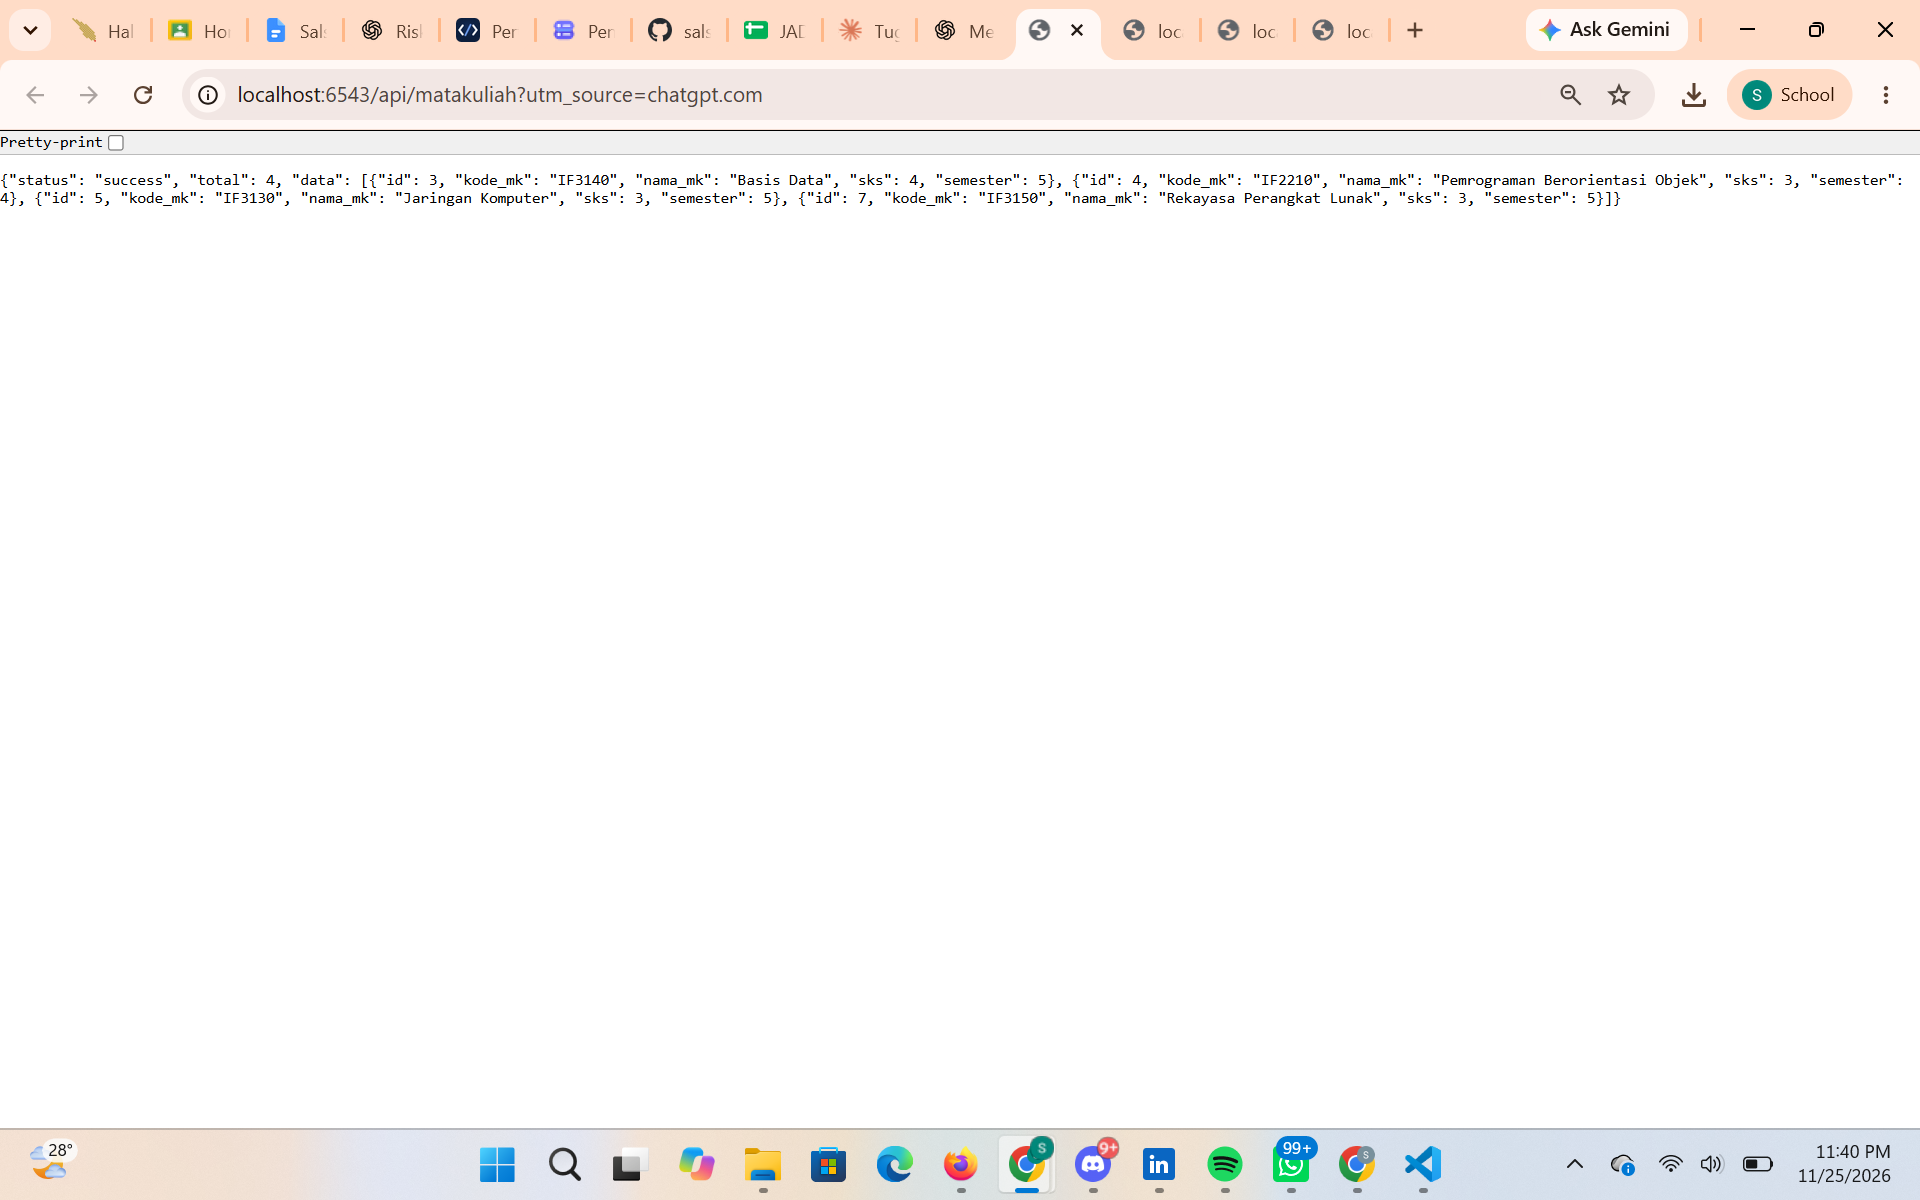 Hal
Hor
Sal
Ris
Per
Per
sals
JAD
Tug
Me
loc
loc
loc
Ask Gemini
localhost:6543/api/matakuliah?utm_source=chatgpt.com
School
S
Pretty-print
{"status": "success", "total": 4, "data": [{"id": 3, "kode_mk": "IF3140", "nama_mk": "Basis Data", "sks": 4, "semester": 5}, {"id": 4, "kode_mk": "IF2210", "nama_mk": "Pemrograman Berorientasi Objek", "sks": 3, "semester":
4}, {"id": 5, "kode_mk": "IF3130", "nama_mk": "Jaringan Komputer", "sks": 3, "semester": 5}, {"id": 7, "kode_mk": "IF3150", "nama_mk": "Rekayasa Perangkat Lunak", "sks": 3, "semester": 5}]}
28°
S
9+
in
99+
S
11:40 PM
11/25/2026